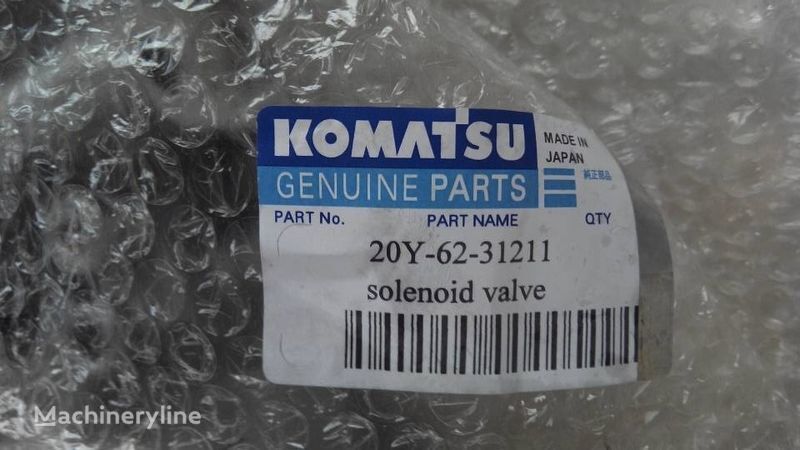 KOMATSU
MADE IN
JAPAN
GENUINE PARTS
純正部品
PART No. PART NAME QTY
20Y-62-31211
solenoid valve
Machineryline